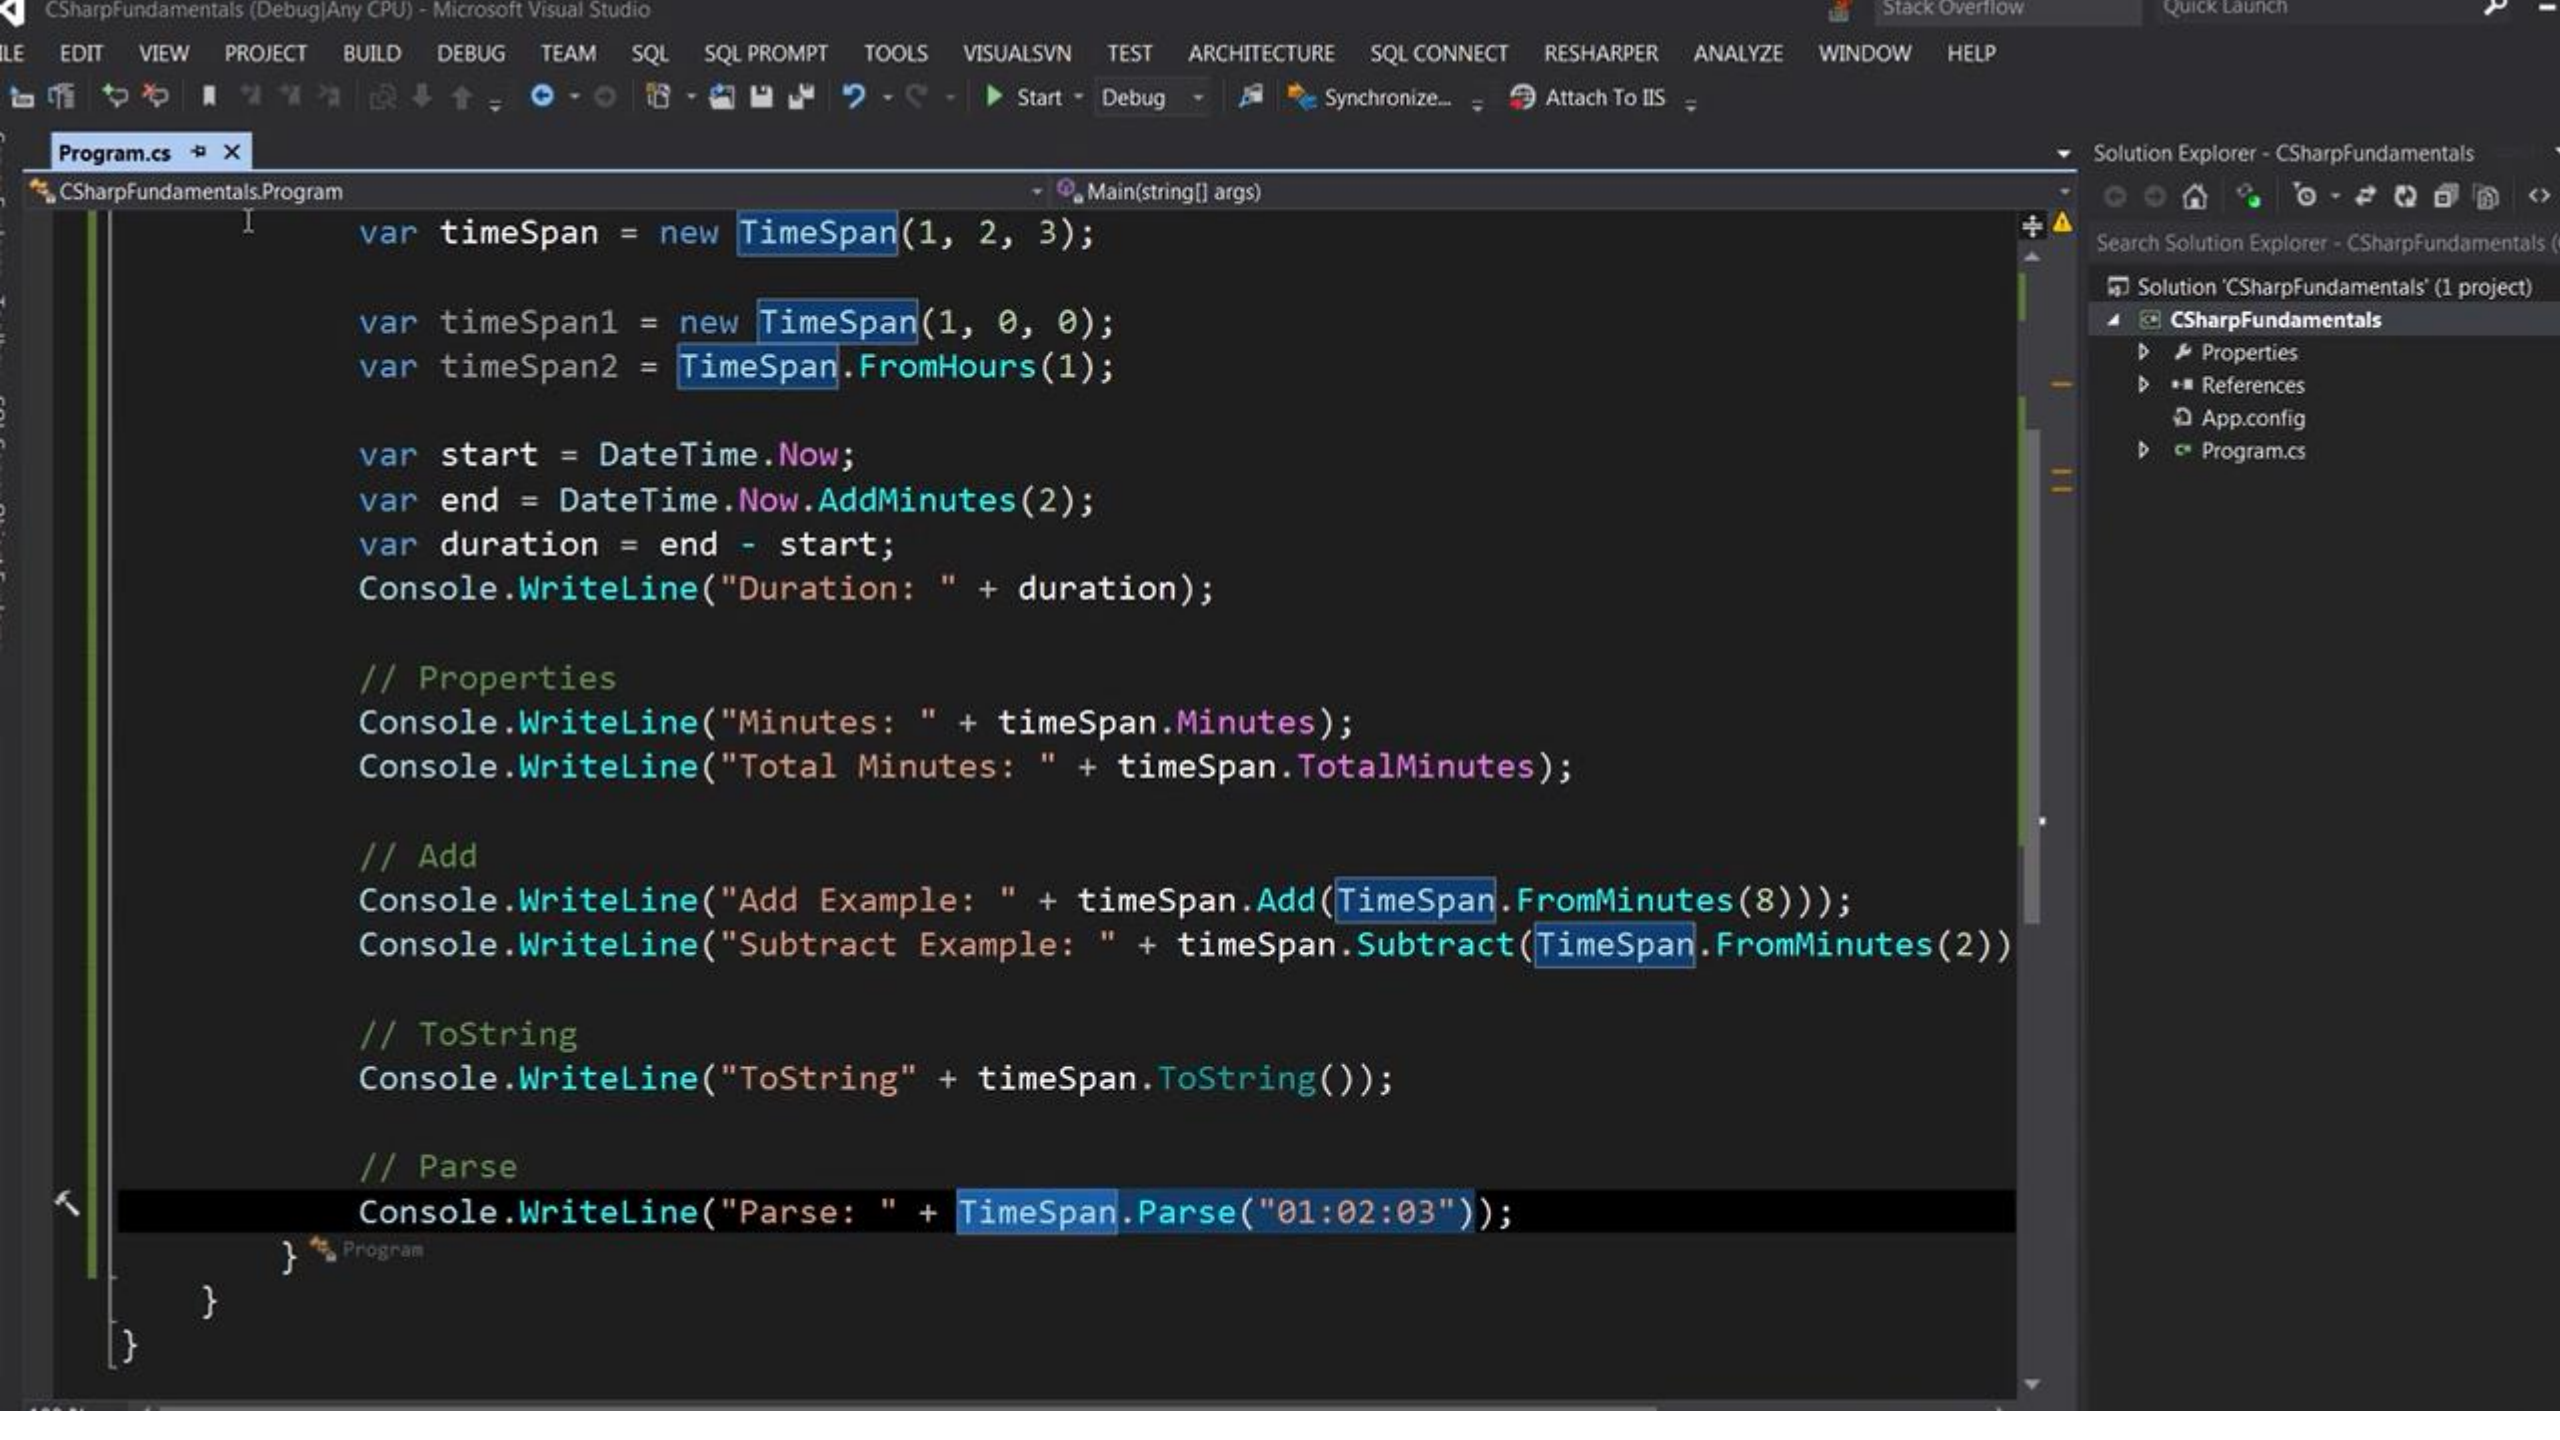 CSharpFundamentals (Debug|Any CPU) - Microsoft Visual Studio
Stack Overflow
Quick Launch
ILE EDIT VIEW PROJECT BUILD DEBUG TEAM SQL SQL PROMPT TOOLS VISUALSVN TEST ARCHITECTURE SQL CONNECT RESHARPER ANALYZE WINDOW HELP
Start Debug Synchronize... Attach To IIS
Program.cs
CSharpFundamentals.Program
Main(string[] args)
var timeSpan = new TimeSpan(1, 2, 3);
var timeSpan1 = new TimeSpan(1, 0, 0);
var timeSpan2 = TimeSpan.FromHours(1);
var start = DateTime.Now;
var end = DateTime.Now.AddMinutes(2);
var duration = end - start;
Console.WriteLine("Duration: " + duration);
// Properties
Console.WriteLine("Minutes: " + timeSpan.Minutes);
Console.WriteLine("Total Minutes: " + timeSpan.TotalMinutes);
// Add
Console.WriteLine("Add Example: " + timeSpan.Add(TimeSpan.FromMinutes(8)));
Console.WriteLine("Subtract Example: " + timeSpan.Subtract(TimeSpan.FromMinutes(2))
// ToString
Console.WriteLine("ToString" + timeSpan.ToString());
// Parse
Console.WriteLine("Parse: " + TimeSpan.Parse("01:02:03"));
} Program
}
}
Solution Explorer - CSharpFundamentals
Search Solution Explorer - CSharpFundamentals (
Solution 'CSharpFundamentals' (1 project)
CSharpFundamentals
Properties
References
App.config
Program.cs